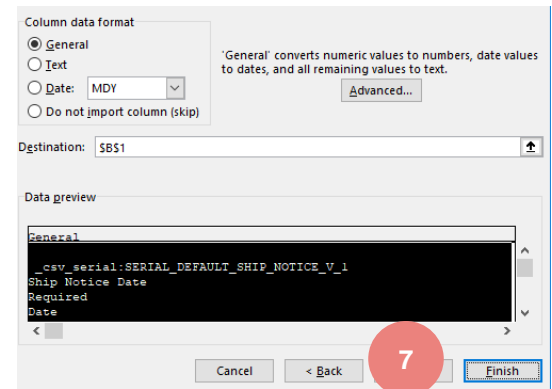 Column data format
General
Text
Date: MDY
Do not import column (skip)
'General' converts numeric values to numbers, date values
to dates, and all remaining values to text.
Advanced...
Destination: $B$1
Data preview
General
_csv_serial:SERIAL_DEFAULT_SHIP_NOTICE_V_1
Ship Notice Date
Required
Date
Cancel < Back 7 Finish